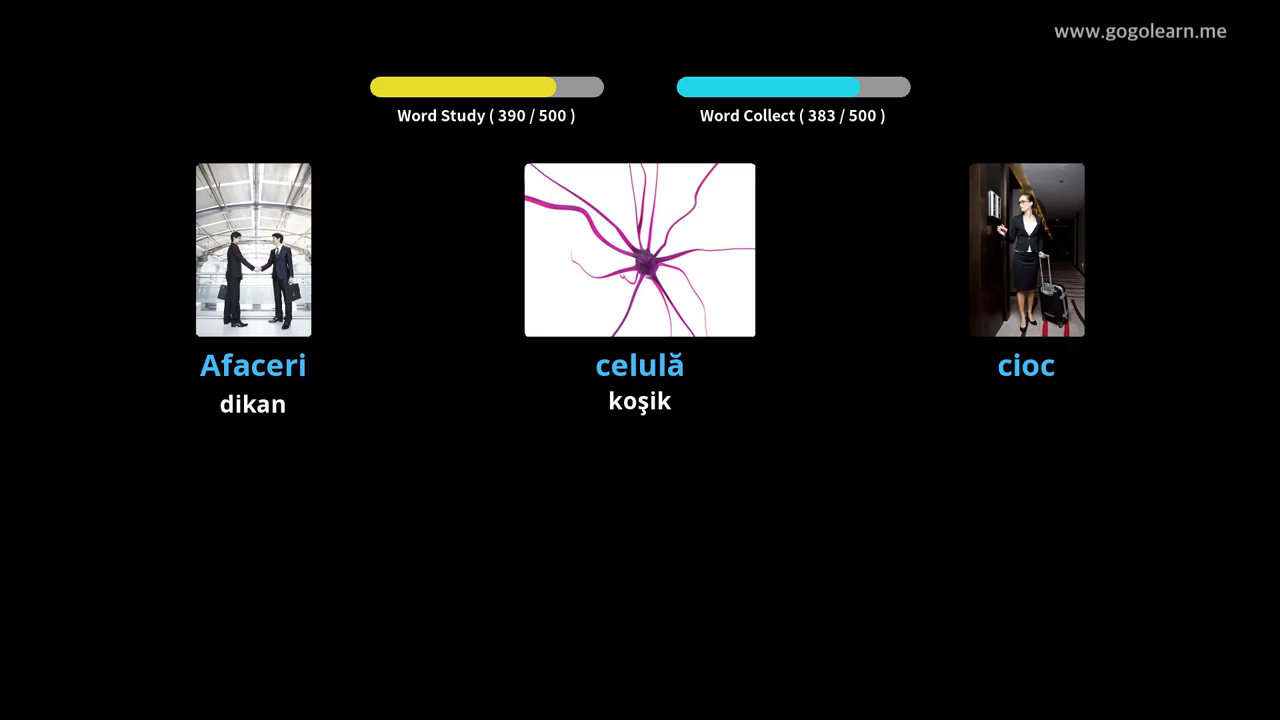 www.gogolearn.me
Word Study ( 390 / 500 )
Word Collect ( 383 / 500 )
Afaceri
dikan
celulă
koşik
cioc